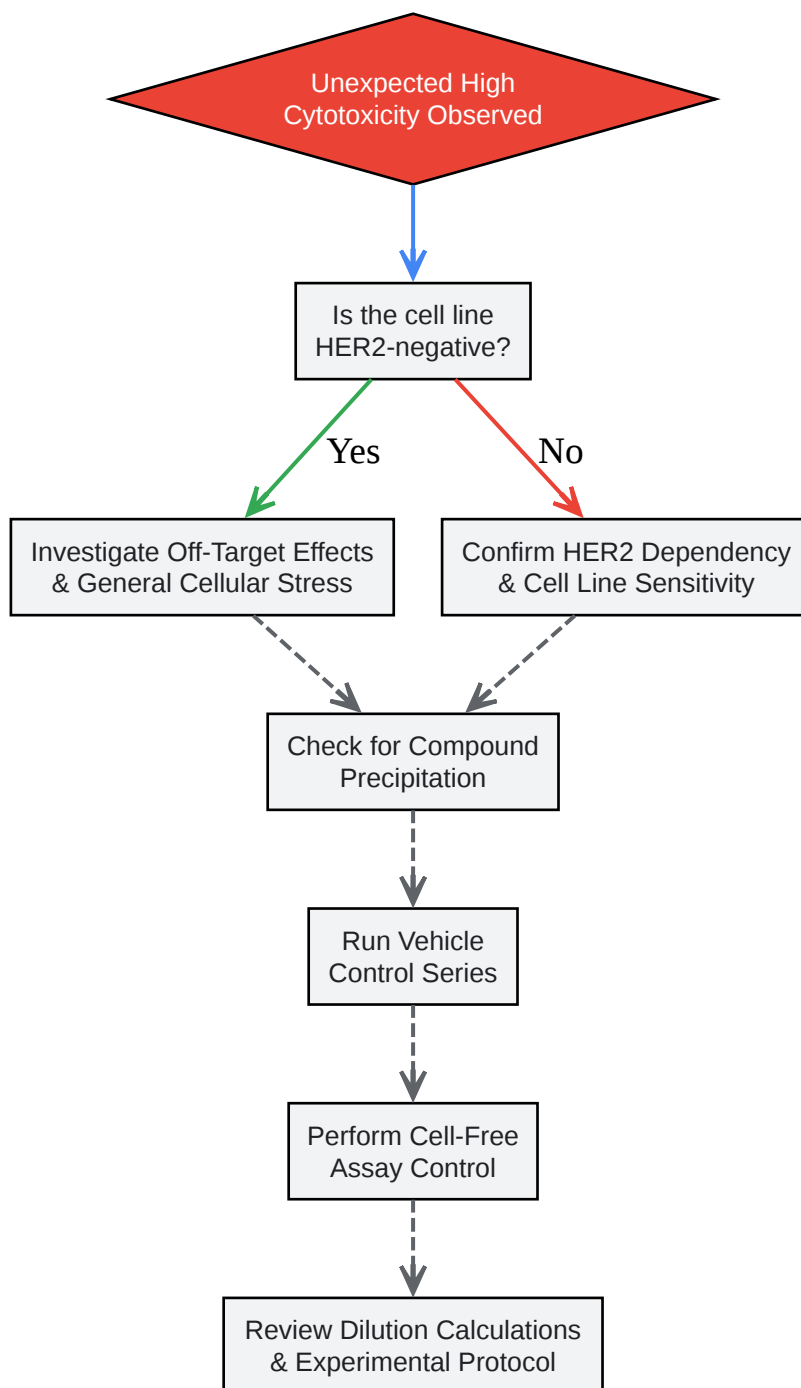 Unexpected High
Cytotoxicity Observed
Is the cell line
HER2-negative?
Yes
No
Investigate Off-Target Effects
& General Cellular Stress
Confirm HER2 Dependency
& Cell Line Sensitivity
Check for Compound
Precipitation
Run Vehicle
Control Series
Perform Cell-Free
Assay Control
Review Dilution Calculations
& Experimental Protocol